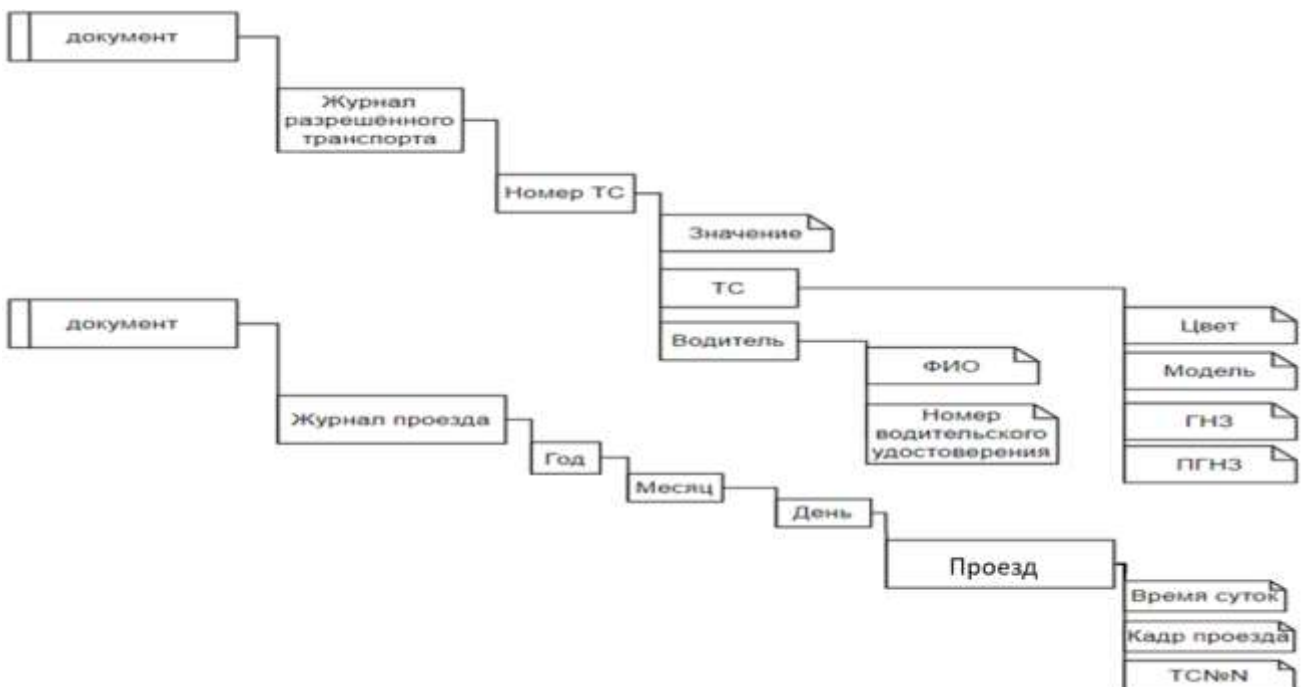 документ
Журнал
разрешённого
транспорта
Номер ТС
Значение
ТС
Водитель
ФИО
Номер
водительского
удостоверения
Цвет
Модель
ГНЗ
ПГНЗ
документ
Журнал проезда
Год
Месяц
День
Проезд
Время суток
Кадр проезда
ТС№N